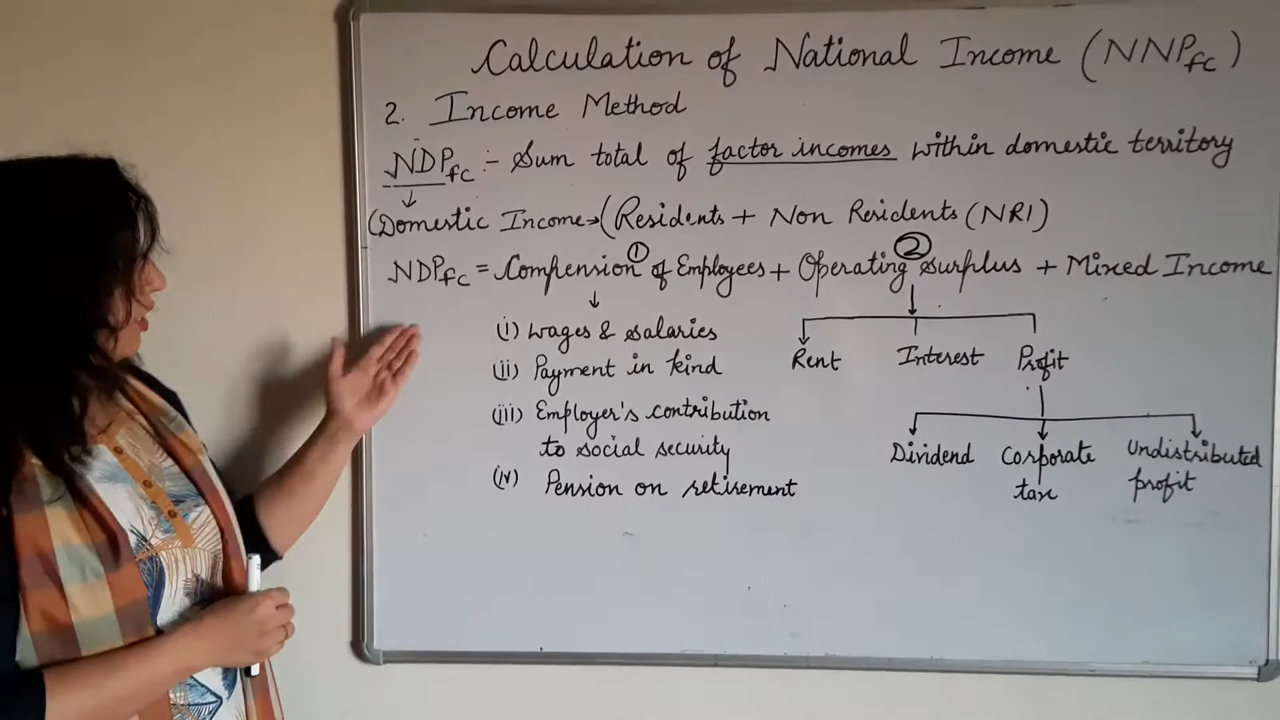 Calculation of National Income (NNPfc)
2. Income Method
NDPfc :- Sum total of factor incomes within domestic territory
(Domestic Income→(Residents + Non Residents (NRI)
NDPfc = Compension ① of Employees + Operating ② Surplus + Mixed Income
(i) Wages & Salaries
(ii) Payment in kind
(iii) Employer's contribution
to social security
(iv) Pension on retirement
Rent Interest Profit
Dividend Corporate tax Undistributed profit